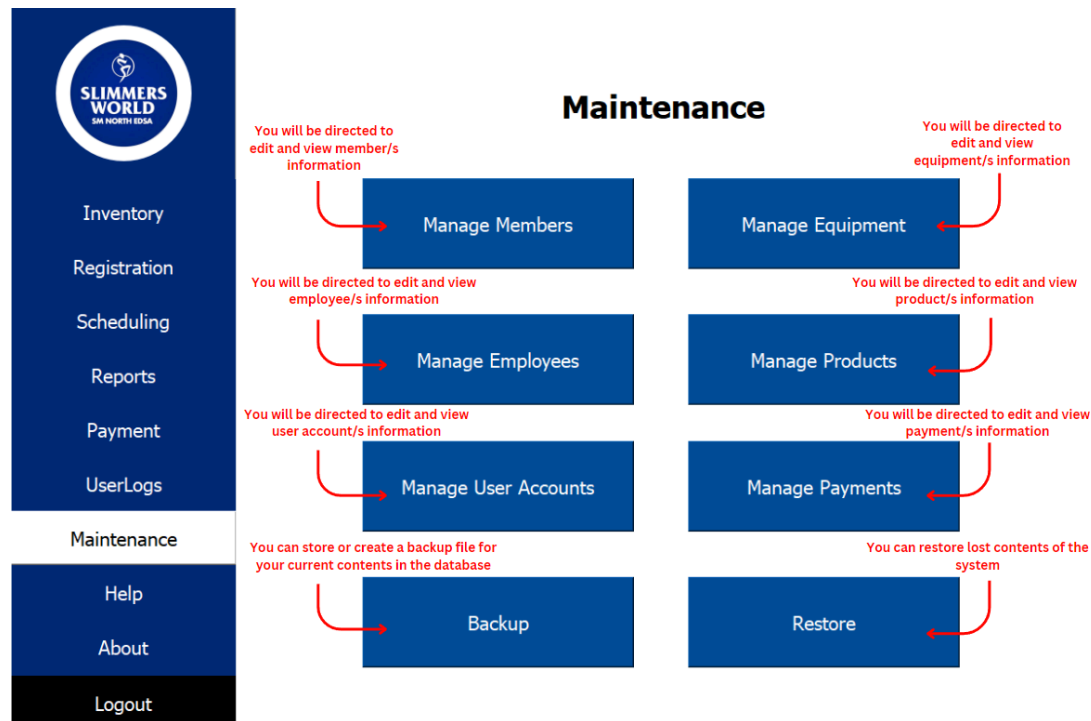 SLIMMERS
WORLD
SM NORTH EDSA
Inventory
Registration
Scheduling
Reports
Payment
UserLogs
Maintenance
Help
About
Logout
Maintenance
You will be directed to
edit and view member/s
information
Manage Members
You will be directed to
edit and view
equipment/s information
Manage Equipment
You will be directed to edit and view
employee/s information
Manage Employees
You will be directed to edit and view
product/s information
Manage Products
You will be directed to edit and view
user account/s information
Manage User Accounts
You will be directed to edit and view
payment/s information
Manage Payments
You can store or create a backup file for
your current contents in the database
Backup
You can restore lost contents of the
system
Restore